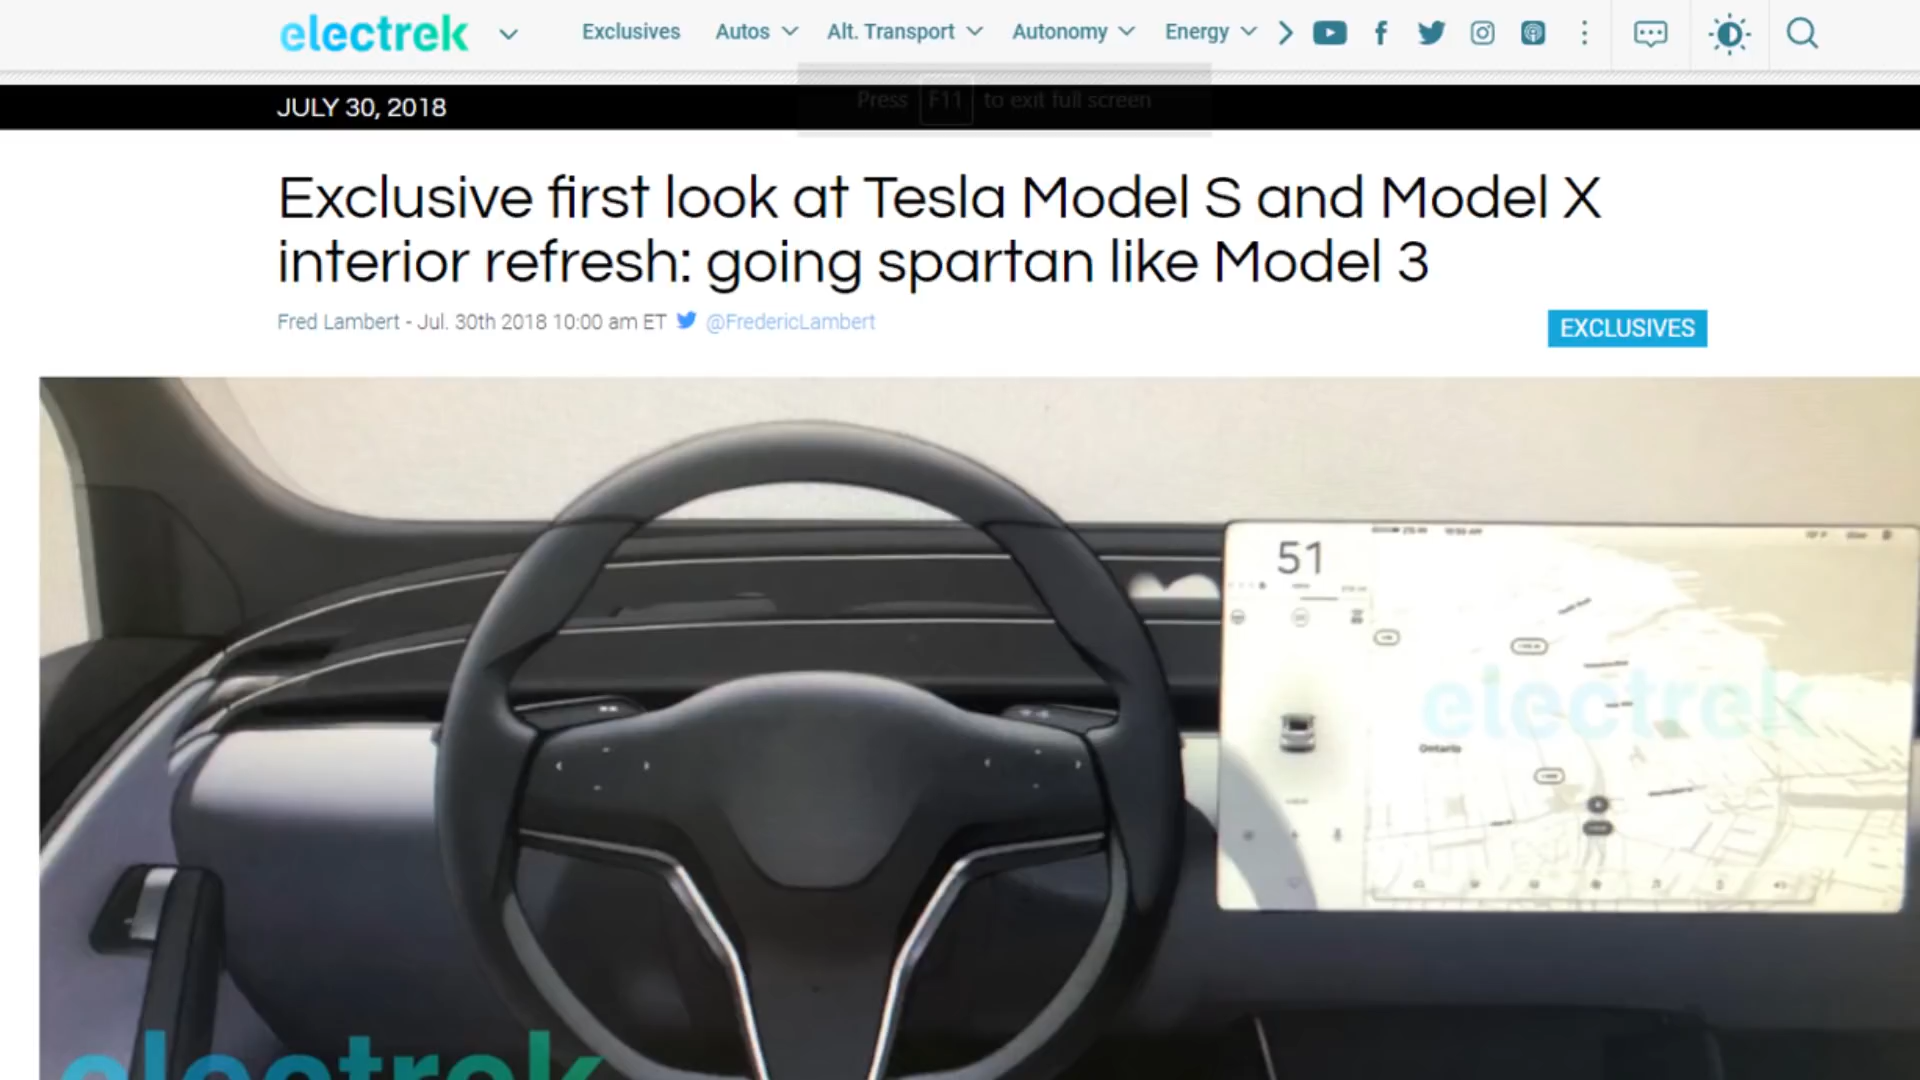 electrek
Exclusives Autos Alt. Transport Autonomy Energy
Press F11 to exit full screen
JULY 30, 2018
Exclusive first look at Tesla Model S and Model X
interior refresh: going spartan like Model 3
Fred Lambert - Jul. 30th 2018 10:00 am ET @FredericLambert
EXCLUSIVES
51
electrek
Ontario
electrek